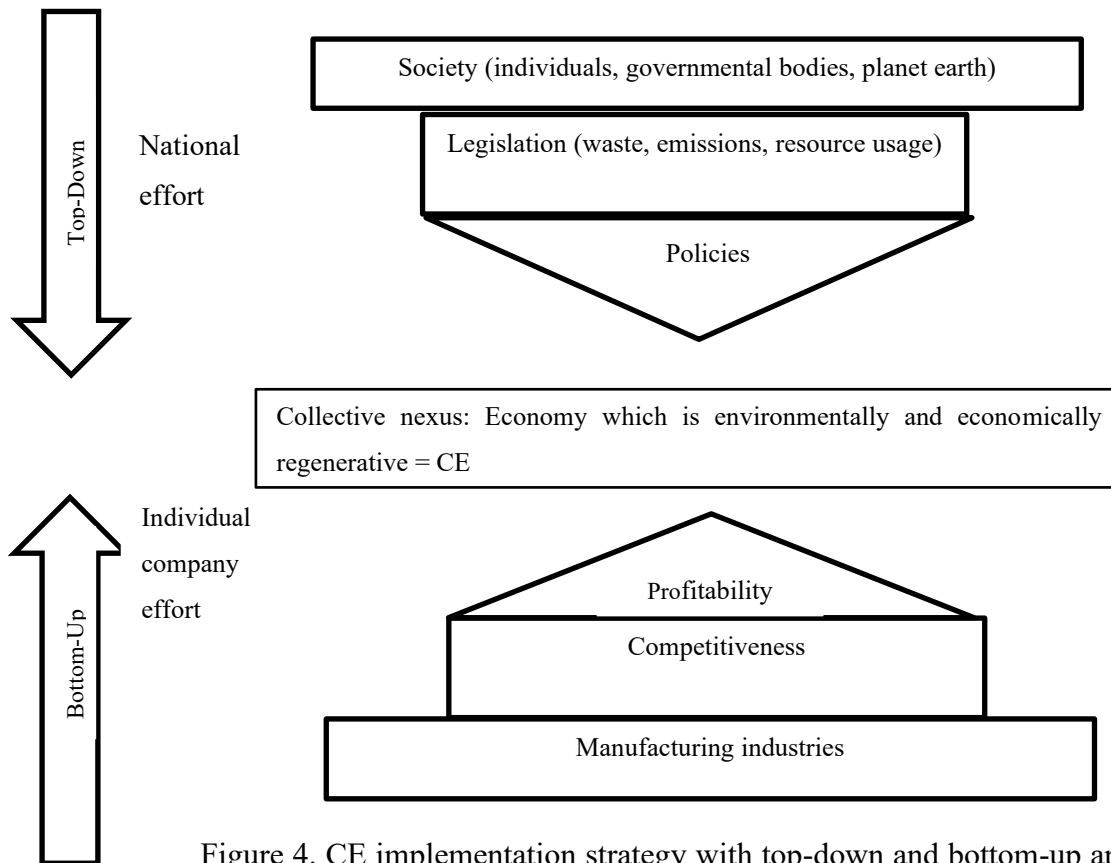 Society (individuals, governmental bodies, planet earth)
Top-Down
National
effort
Legislation (waste, emissions, resource usage)
Policies
Collective nexus: Economy which is environmentally and economically
regenerative = CE
Bottom-Up
Individual
company
effort
Profitability
Competitiveness
Manufacturing industries
Figure 4. CE implementation strategy with top-down and bottom-up